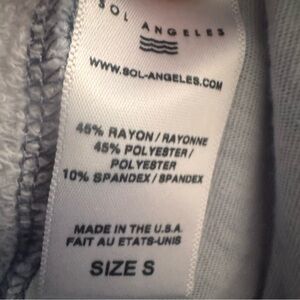 SOL ANGELES
WWW.SOL-ANGELES.COM
45% RAYON / RAYONNE
45% POLYESTER /
POLYESTER
10% SPANDEX / SPANDEX
MADE IN THE U.S.A.
FAIT AU ETATS-UNIS
SIZE S